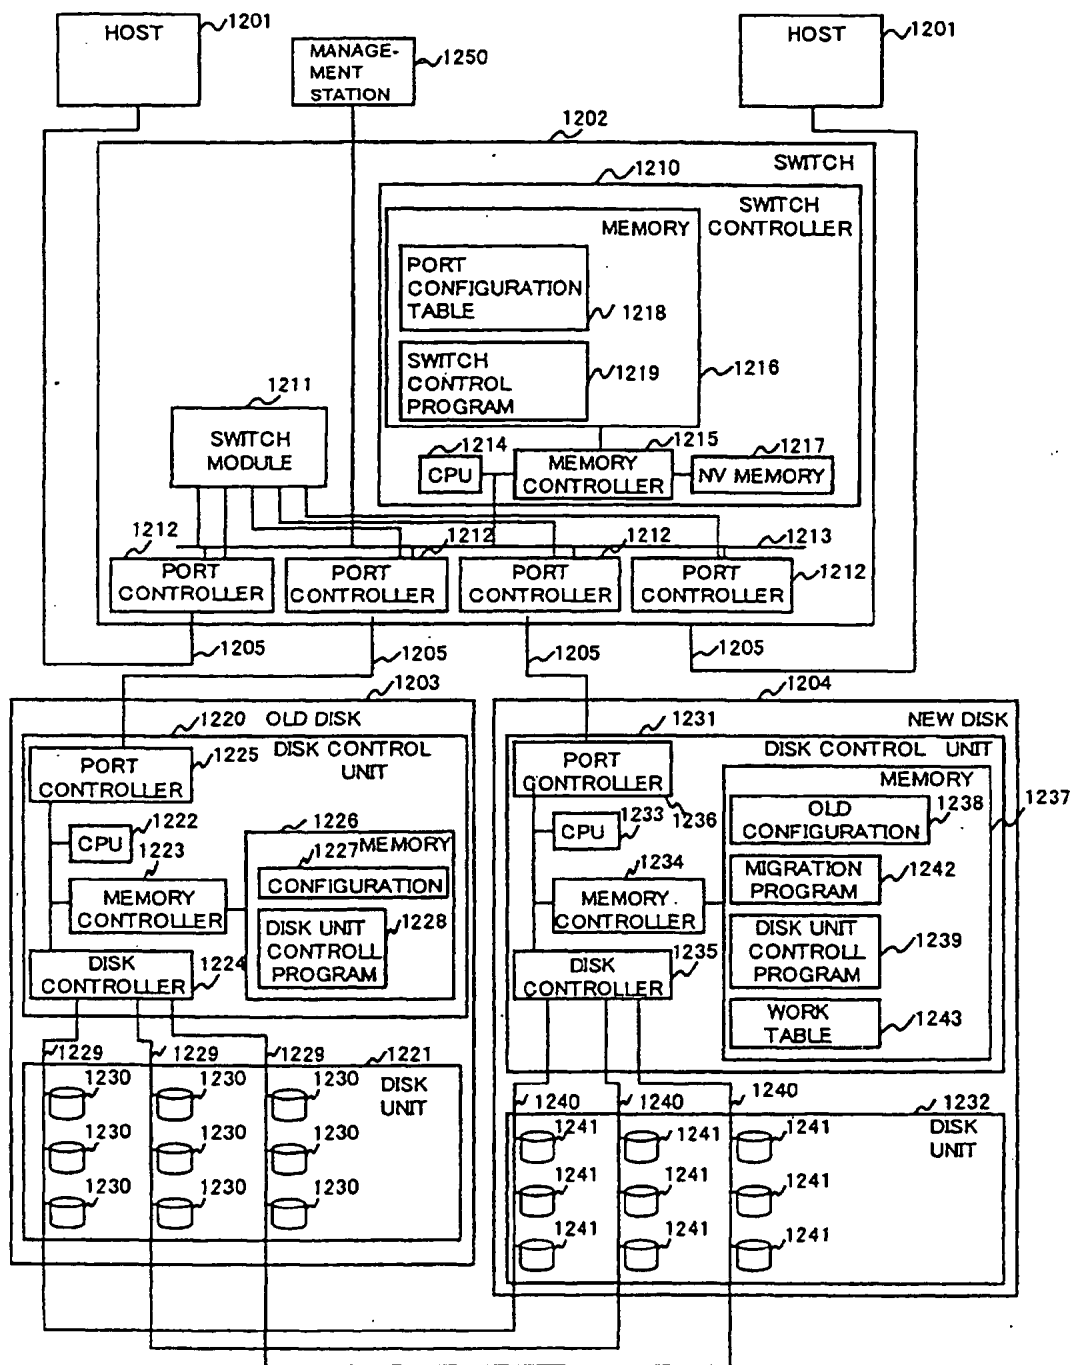 HOST
1201
MANAGE-
MENT
STATION
1250
HOST
1201
1202
SWITCH
1210
SWITCH
CONTROLLER
MEMORY
PORT
CONFIGURATION
TABLE
1218
SWITCH
CONTROL
PROGRAM
1219
1216
1211
SWITCH
MODULE
1214
CPU
1215
MEMORY
CONTROLLER
1217
NV MEMORY
1213
1212
PORT
CONTROLLER
1212
PORT
CONTROLLER
1212
PORT
CONTROLLER
1212
PORT
CONTROLLER
1205
1205
1205
1205
1203
OLD DISK
1220
DISK CONTROL
UNIT
1225
PORT
CONTROLLER
1222
CPU
1223
MEMORY
CONTROLLER
1226
MEMORY
1227
CONFIGURATION
1228
DISK UNIT
CONTROLL
PROGRAM
DISK
CONTROLLER
1224
1229
1229
1229
1221
DISK
UNIT
1230
1230
1230
1230
1230
1230
1230
1230
1230
1204
NEW DISK
1231
DISK CONTROL UNIT
PORT
CONTROLLER
1236
CPU
1233
1234
MEMORY
CONTROLLER
DISK
CONTROLLER
1235
MEMORY
1237
OLD
CONFIGURATION
1238
MIGRATION
PROGRAM
1242
DISK UNIT
CONTROLL
PROGRAM
1239
WORK
TABLE
1243
1240
1240
1240
1232
DISK
UNIT
1241
1241
1241
1241
1241
1241
1241
1241
1241